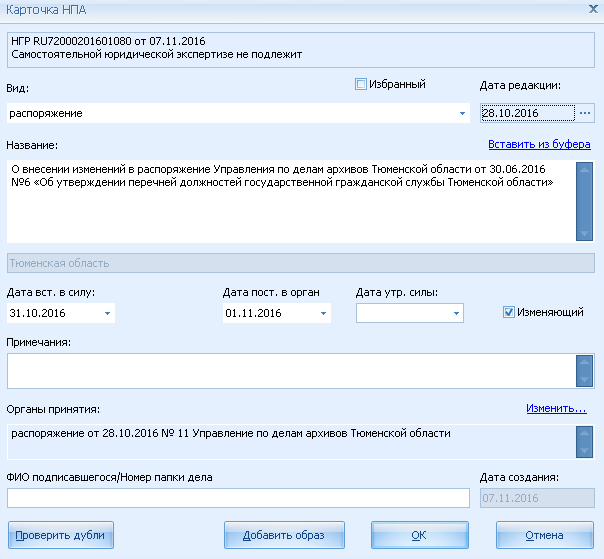 Карточка НПА
НГР RU72000201601080 от 07.11.2016
Самостоятельной юридической экспертизе не подлежит
Вид:
Избранный
Дата редакции:
распоряжение
28.10.2016
Название:
Вставить из буфера
О внесении изменений в распоряжение Управления по делам архивов Тюменской области от 30.06.2016
№6 «Об утверждении перечней должностей государственной гражданской службы Тюменской области»
Тюменская область
Дата вст. в силу:
Дата пост. в орган
Дата утр. силы:
31.10.2016
01.11.2016
Изменяющий
Примечания:
Органы принятия:
Изменить...
распоряжение от 28.10.2016 № 11 Управление по делам архивов Тюменской области
ФИО подписавшегося/Номер папки дела
Дата создания:
07.11.2016
Проверить дубли
Добавить образ
ОК
Отмена